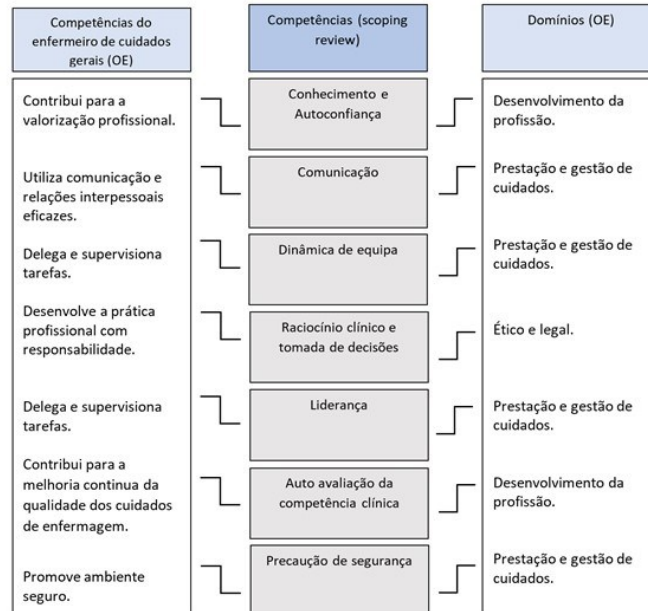 Competências do
enfermeiro de cuidados
gerais (OE)
Competências (scoping
review)
Domínios (OE)
Contribui para a
valorização profissional.
Conhecimento e
Autoconfiança
Desenvolvimento da
profissão.
Utiliza comunicação e
relações interpessoais
eficazes.
Comunicação
Prestação e gestão de
cuidados.
Delega e supervisiona
tarefas.
Dinâmica de equipa
Prestação e gestão de
cuidados.
Desenvolve a prática
profissional com
responsabilidade.
Raciocínio clínico e
tomada de decisões
Ético e legal.
Delega e supervisiona
tarefas.
Liderança
Prestação e gestão de
cuidados.
Contribui para a
melhoria continua da
qualidade dos cuidados
de enfermagem.
Auto avaliação da
competência clínica
Desenvolvimento da
profissão.
Promove ambiente
seguro.
Precaução de segurança
Prestação e gestão de
cuidados.